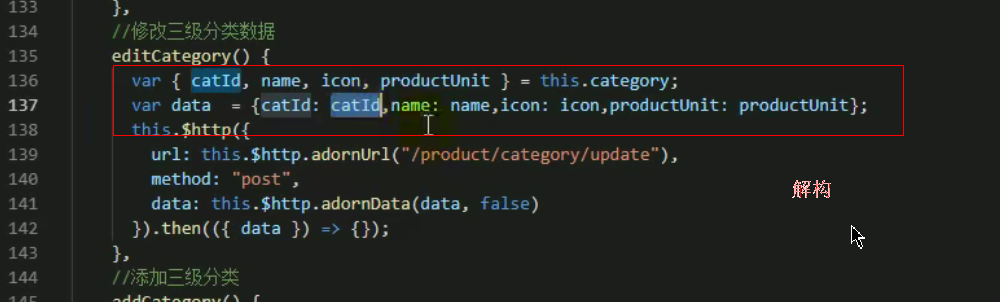 133 },
134 //修改三级分类数据
135 editCategory() {
136 var { catId, name, icon, productUnit } = this.category;
137 var data = {catId: catId,name: name,icon: icon,productUnit: productUnit};
138 this.$http({
139 url: this.$http.adornUrl("/product/category/update"),
140 method: "post",
141 data: this.$http.adornData(data, false)
142 }).then(({ data }) => {});
143 },
144 //添加三级分类
145 addCategory() {
解构